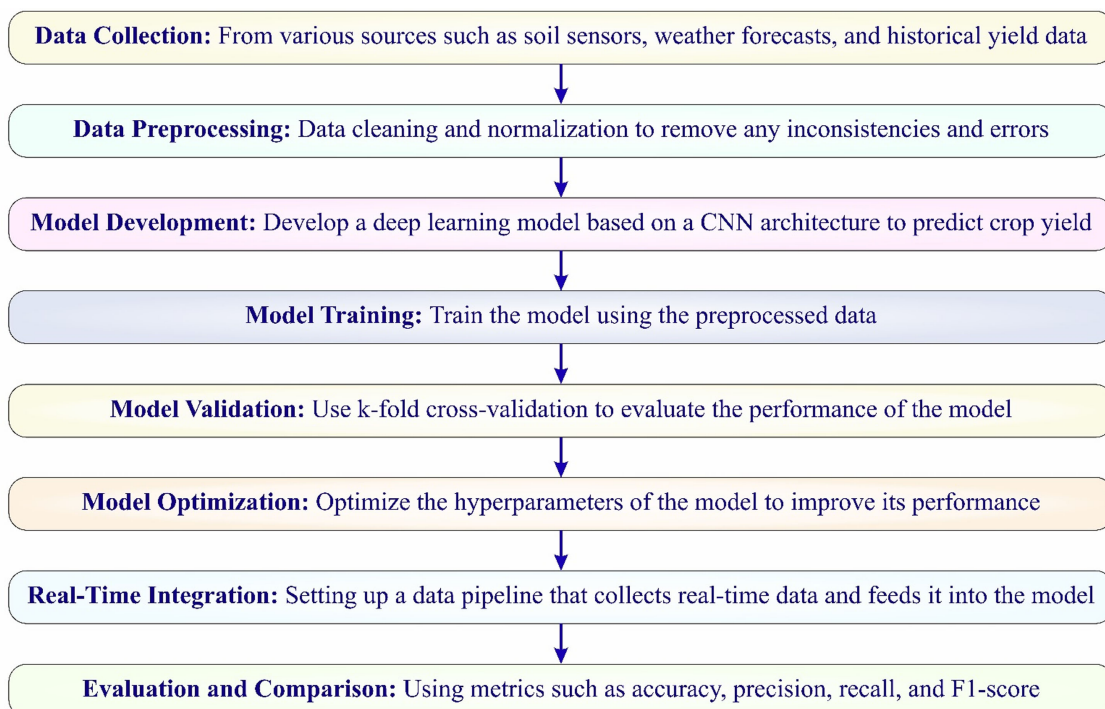 Data Collection: From various sources such as soil sensors, weather forecasts, and historical yield data
Data Preprocessing: Data cleaning and normalization to remove any inconsistencies and errors
Model Development: Develop a deep learning model based on a CNN architecture to predict crop yield
Model Training: Train the model using the preprocessed data
Model Validation: Use k-fold cross-validation to evaluate the performance of the model
Model Optimization: Optimize the hyperparameters of the model to improve its performance
Real-Time Integration: Setting up a data pipeline that collects real-time data and feeds it into the model
Evaluation and Comparison: Using metrics such as accuracy, precision, recall, and F1-score